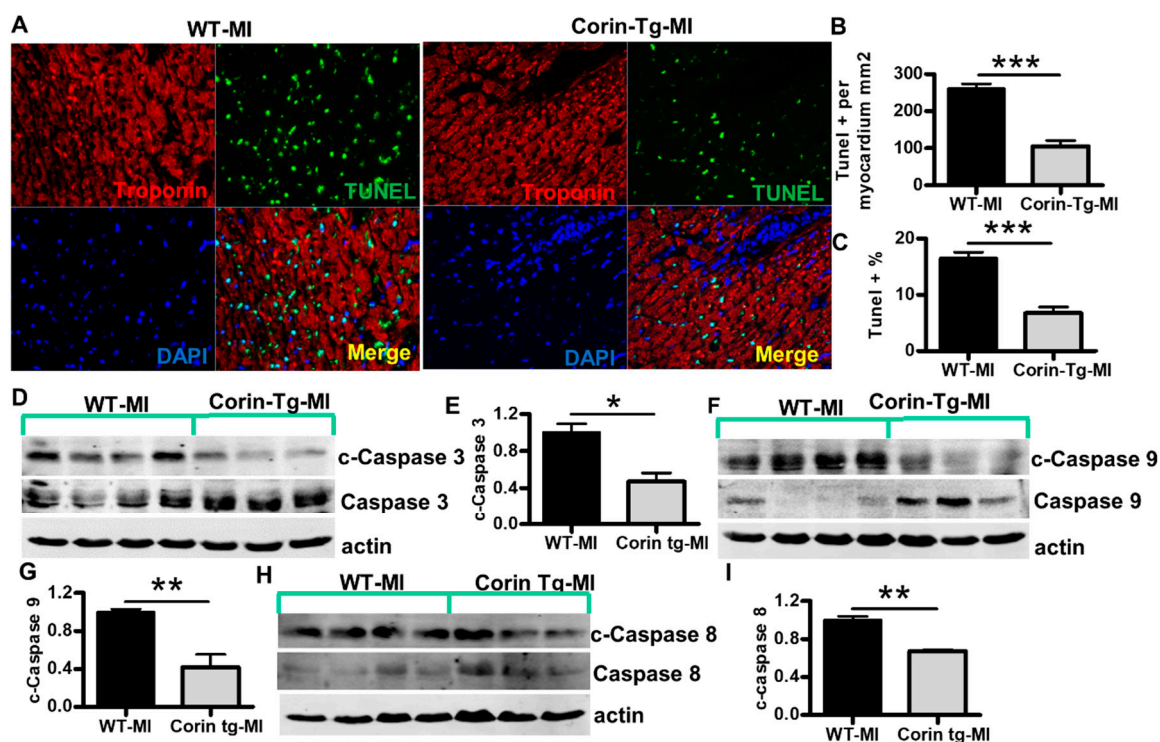 A
WT-MI
Corin-Tg-MI
Troponin
TUNEL
Troponin
TUNEL
DAPI
Merge
DAPI
Merge
B
Tunel + per
myocardium mm2
300
200
100
0
***
WT-MI
Corin-Tg-MI
C
Tunel + %
20
10
0
***
WT-MI
Corin-Tg-MI
D
WT-MI
Corin-Tg-MI
c-Caspase 3
Caspase 3
actin
E
c-Caspase 3
1.2
0.8
0.4
0.0
*
WT-MI
Corin tg-MI
F
WT-MI
Corin-Tg-MI
c-Caspase 9
Caspase 9
actin
G
c-Caspase 9
1.2
0.8
0.4
0.0
**
WT-MI
Corin tg-MI
H
WT-MI
Corin Tg-MI
c-Caspase 8
Caspase 8
actin
I
c-caspase 8
1.2
0.8
0.4
0.0
**
WT-MI
Corin tg-MI